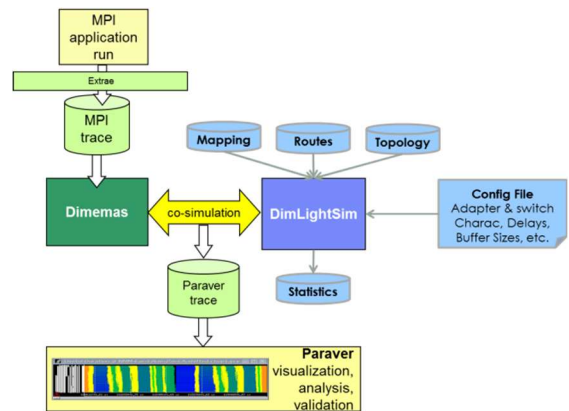 MPI
application
run
Extrae
MPI
trace
Mapping
Routes
Topology
Dimemas
co-simulation
DimLightSim
Config File
Adapter & switch
Charac, Delays,
Buffer Sizes, etc.
Paraver
trace
Statistics
Paraver
visualization,
analysis,
validation